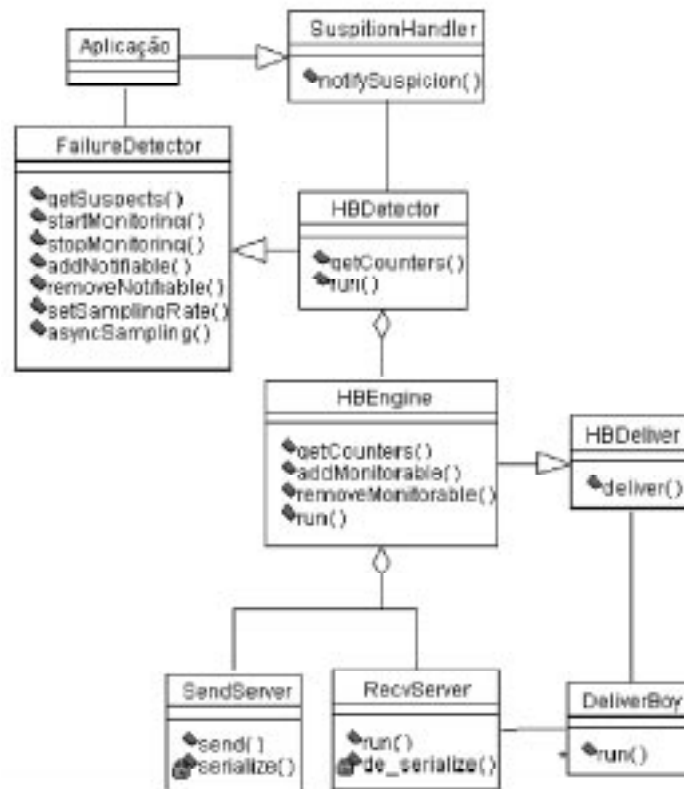 Aplicação
SuspitionHandler
notifySuspicion()
FailureDetector
getSuspects()
startMonitoring()
stopMonitoring()
addNotifiable()
removeNotifiable()
setSamplingRate()
asyncSampling()
HBDetector
getCounters()
run()
HBEngine
getCounters()
addMonitorable()
removeMonitorable()
run()
HBDeliver
deliver()
SendServer
send()
serialize()
RecvServer
run()
de_serialize()
DeliverBoy
*
run()